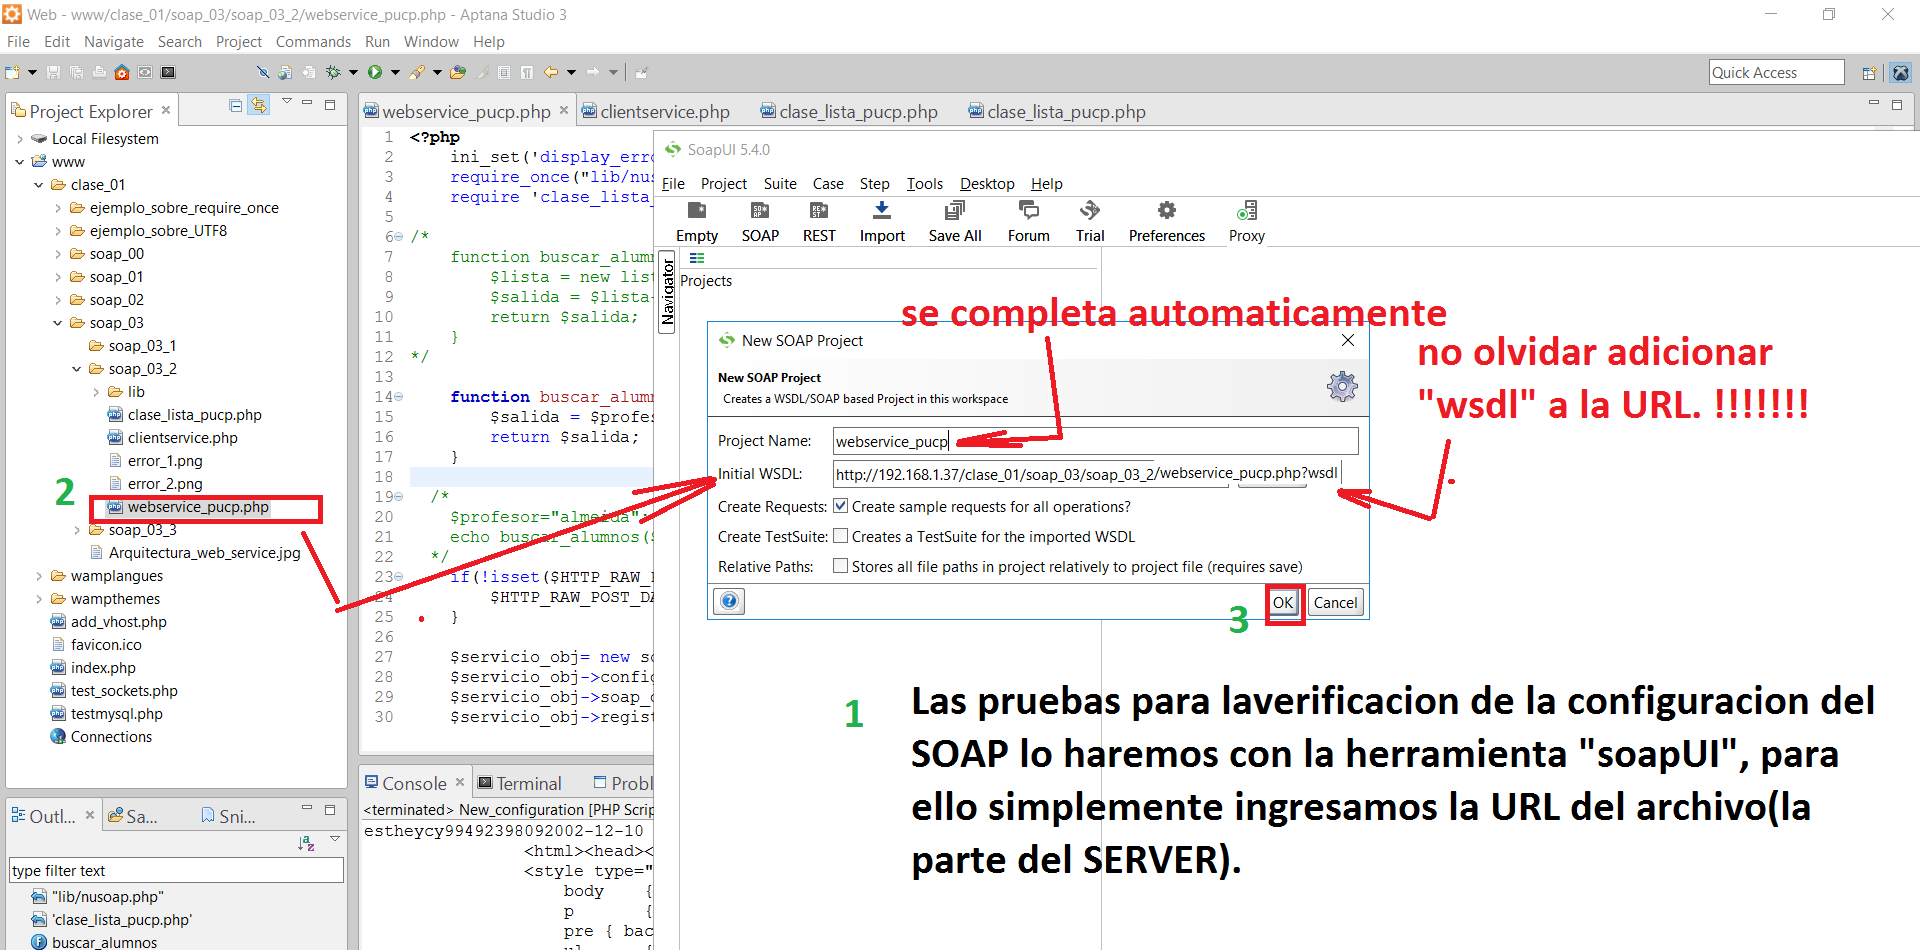 Web - www/clase_01/soap_03/soap_03_2/webservice_pucp.php - Aptana Studio 3
File Edit Navigate Search Project Commands Run Window Help
Quick Access
Project Explorer
Local Filesystem
www
clase_01
ejemplo_sobre_require_once
ejemplo_sobre_UTF8
soap_00
soap_01
soap_02
soap_03
soap_03_1
soap_03_2
lib
clase_lista_pucp.php
clientservice.php
error_1.png
error_2.png
2
webservice_pucp.php
soap_03_3
Arquitectura_web_service.jpg
wamplangues
wampthemes
add_vhost.php
favicon.ico
index.php
test_sockets.php
testmysql.php
Connections
Outl...
Sa...
Sni...
type filter text
"lib/nusoap.php"
'clase_lista_pucp.php'
buscar_alumnos
webservice_pucp.php
clientservice.php
clase_lista_pucp.php
clase_lista_pucp.php
1 <?php
2 ini_set('display_erro
3 require_once("lib/nus
4 require 'clase_lista_
5
6 /*
7 function buscar_alumn
8 $lista = new list
9 $salida = $lista-
10 return $salida;
11 }
12 */
13
14 function buscar_alumn
15 $salida = $profes
16 return $salida;
17 }
18
19 /*
20 $profesor="almeida";
21 echo buscar_alumnos($
22 */
23 if(!isset($HTTP_RAW_P
24 $HTTP_RAW_POST_DA
25 }
26
27 $servicio_obj= new so
28 $servicio_obj->config
29 $servicio_obj->soap_d
30 $servicio_obj->regist
Console
Terminal
Probl
<terminated> New_configuration [PHP Scrip
estheycy99492398092002-12-10
<html><head><
<style type="
body {
p {
pre { bac
SoapUI 5.4.0
File Project Suite Case Step Tools Desktop Help
Empty SOAP REST Import Save All Forum Trial Preferences Proxy
Navigator
Projects
se completa automaticamente
no olvidar adicionar
"wsdl" a la URL. !!!!!!!
New SOAP Project
New SOAP Project
Creates a WSDL/SOAP based Project in this workspace
Project Name: webservice_pucp
Initial WSDL: http://192.168.1.37/clase_01/soap_03/soap_03_2/webservice_pucp.php?wsdl
Create Requests: Create sample requests for all operations?
Create TestSuite: Creates a TestSuite for the imported WSDL
Relative Paths: Stores all file paths in project relatively to project file (requires save)
3
OK
Cancel
1
Las pruebas para laverificacion de la configuracion del
SOAP lo haremos con la herramienta "soapUI", para
ello simplemente ingresamos la URL del archivo(la
parte del SERVER).